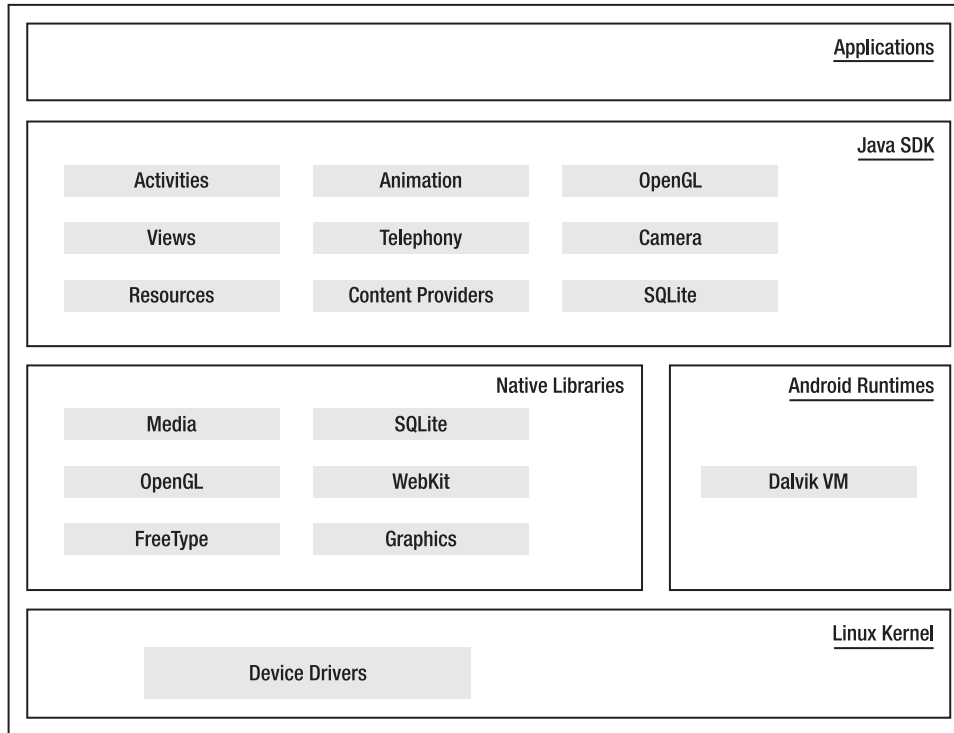 Applications
Java SDK
Activities
Animation
OpenGL
Views
Telephony
Camera
Resources
Content Providers
SQLite
Native Libraries
Media
SQLite
OpenGL
WebKit
FreeType
Graphics
Android Runtimes
Dalvik VM
Linux Kernel
Device Drivers